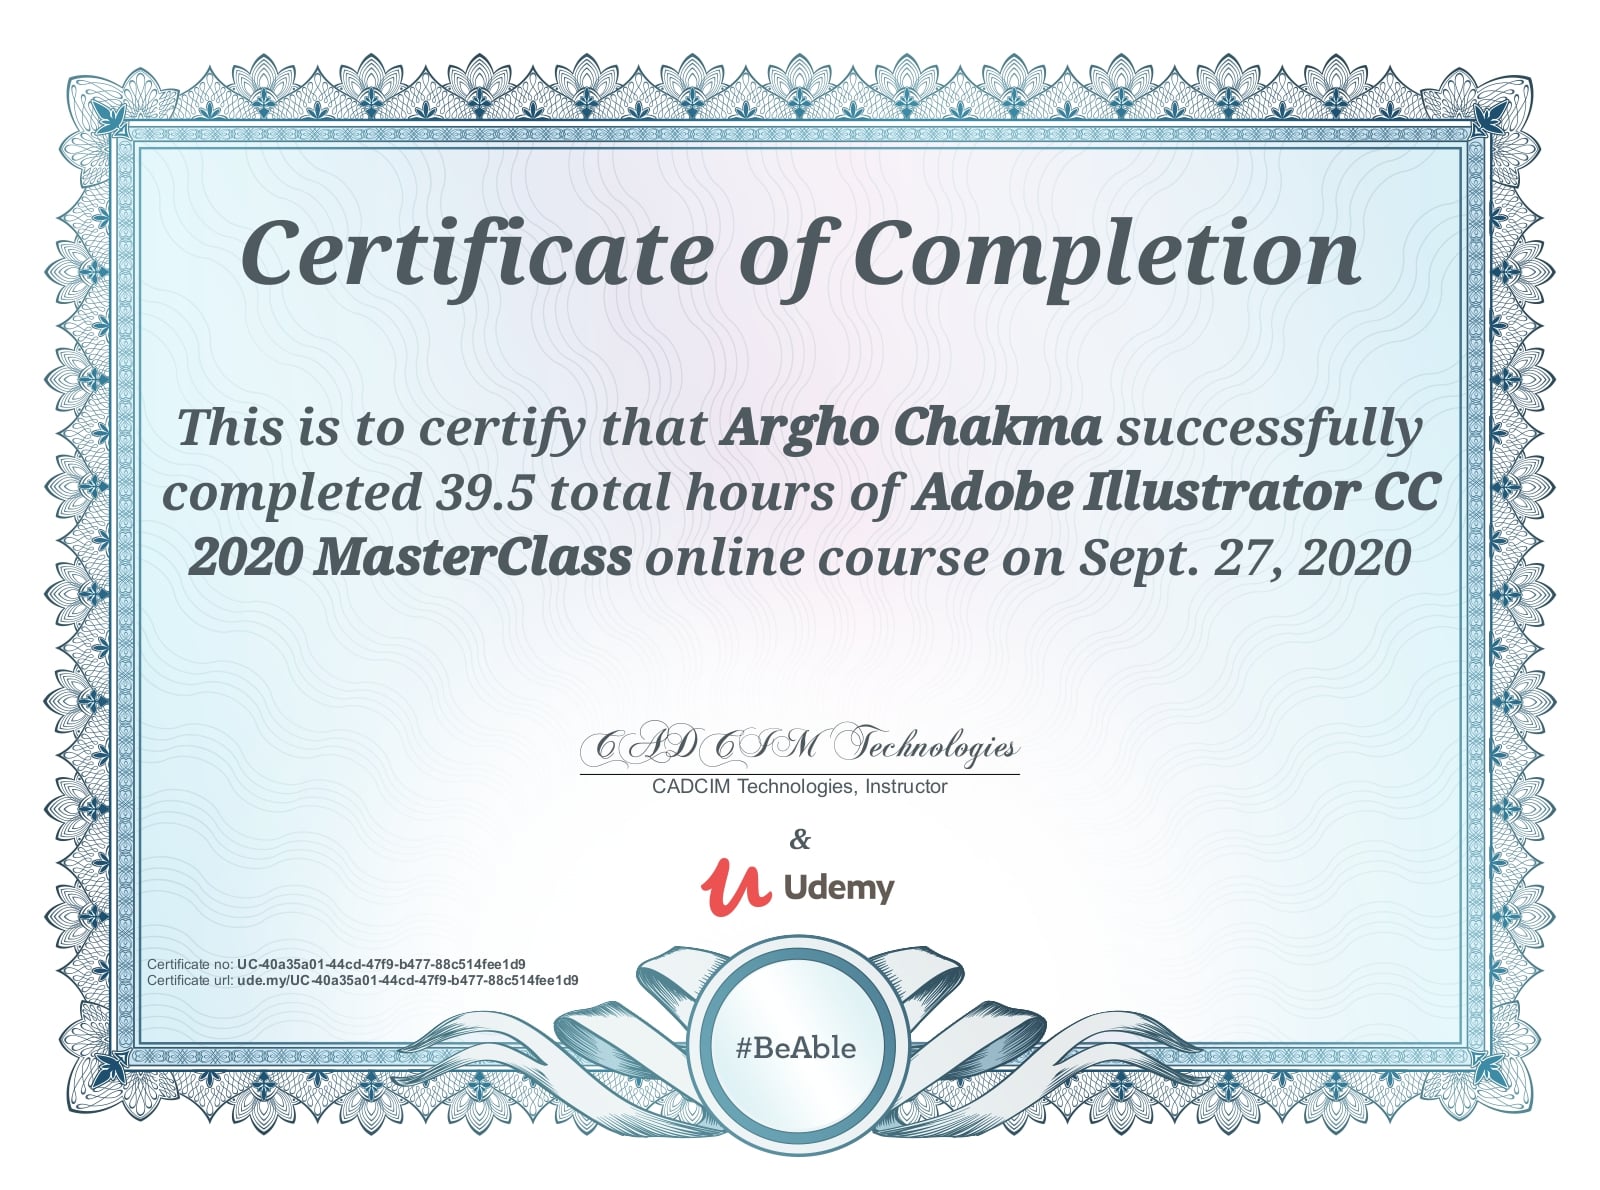 Certificate of Completion
This is to certify that Argho Chakma successfully
completed 39.5 total hours of Adobe Illustrator CC
2020 MasterClass online course on Sept. 27, 2020
CADCIM Technologies
CADCIM Technologies, Instructor
&
Udemy
Certificate no: UC-40a35a01-44cd-47f9-b477-88c514fee1d9
Certificate url: ude.my/UC-40a35a01-44cd-47f9-b477-88c514fee1d9
#BeAble